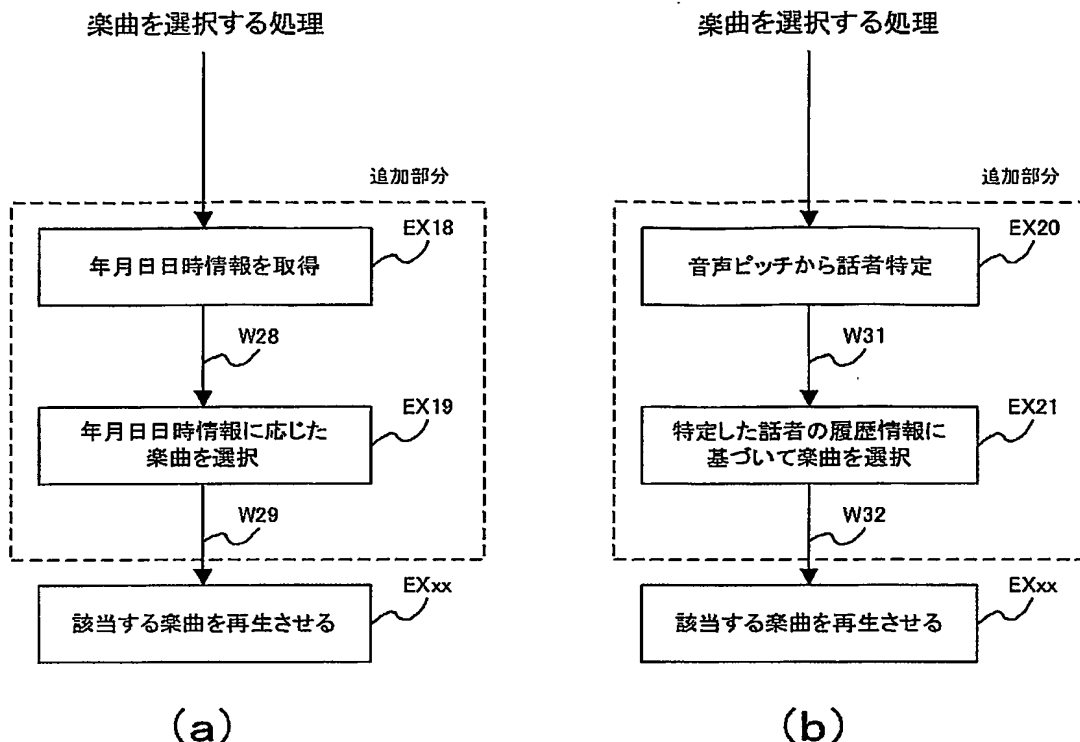 楽曲を選択する処理
追加部分
EX18
年月日日時情報を取得
W28
EX19
年月日日時情報に応じた
楽曲を選択
W29
EXxx
該当する楽曲を再生させる
(a)
楽曲を選択する処理
追加部分
EX20
音声ピッチから話者特定
W31
EX21
特定した話者の履歴情報に
基づいて楽曲を選択
W32
EXxx
該当する楽曲を再生させる
(b)